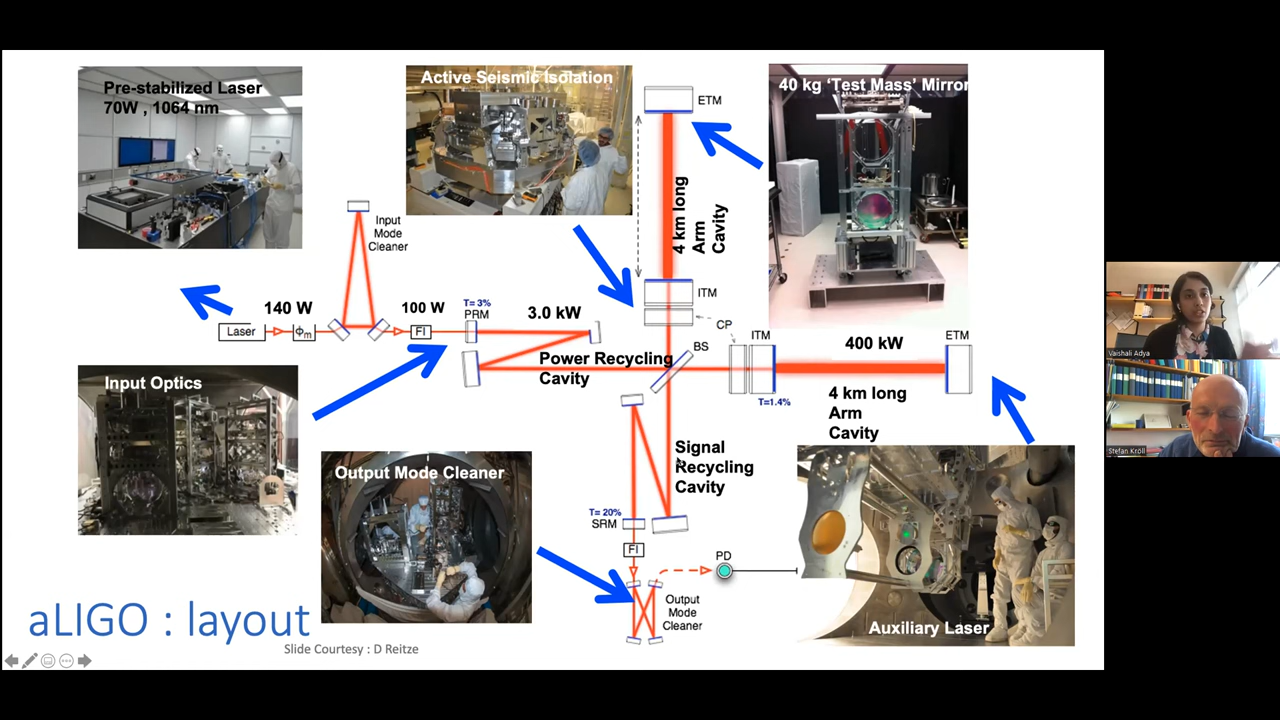 Pre-stabilized Laser
70W , 1064 nm
Active Seismic Isolation
ETM
40 kg 'Test Mass' Mirror
4 km long
Arm
Cavity
Input
Mode
Cleaner
ITM
140 W
100 W
T= 3%
PRM
3.0 kW
CP
Laser
ϕm
FI
BS
ITM
400 kW
ETM
Power Recycling
Cavity
T=1.4%
4 km long
Arm
Cavity
Input Optics
Signal
Recycling
Cavity
Output Mode Cleaner
T= 20%
SRM
FI
PD
Output
Mode
Cleaner
Auxiliary Laser
aLIGO : layout
Slide Courtesy : D Reitze
Vaishali Adya
Stefan Kröll